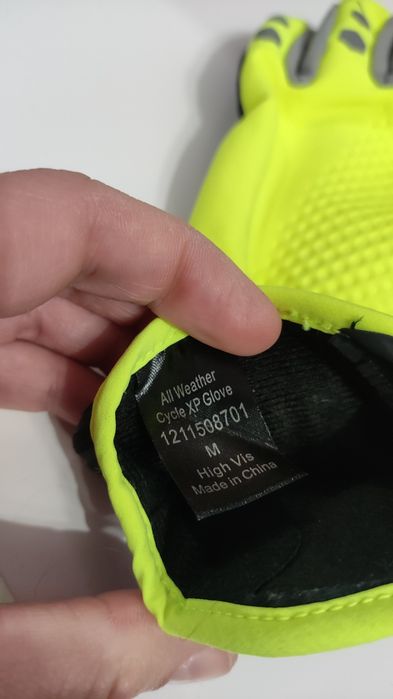 All Weather
Cycle XP Glove
1211508701
M
High Vis
Made in China